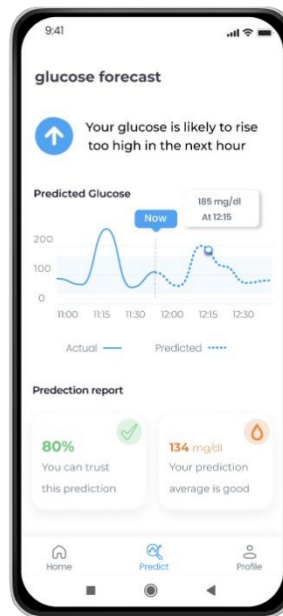 9:41
glucose forecast
Your glucose is likely to rise
too high in the next hour
Predicted Glucose
185 mg/dl
At 12:15
Now
200
100
0
11:00 11:15 11:30 12:00 12:15 12:30
Actual Predicted
Predection report
80%
You can trust
this prediction
134 mg/dl
Your prediction
average is good
Home Predict Profile